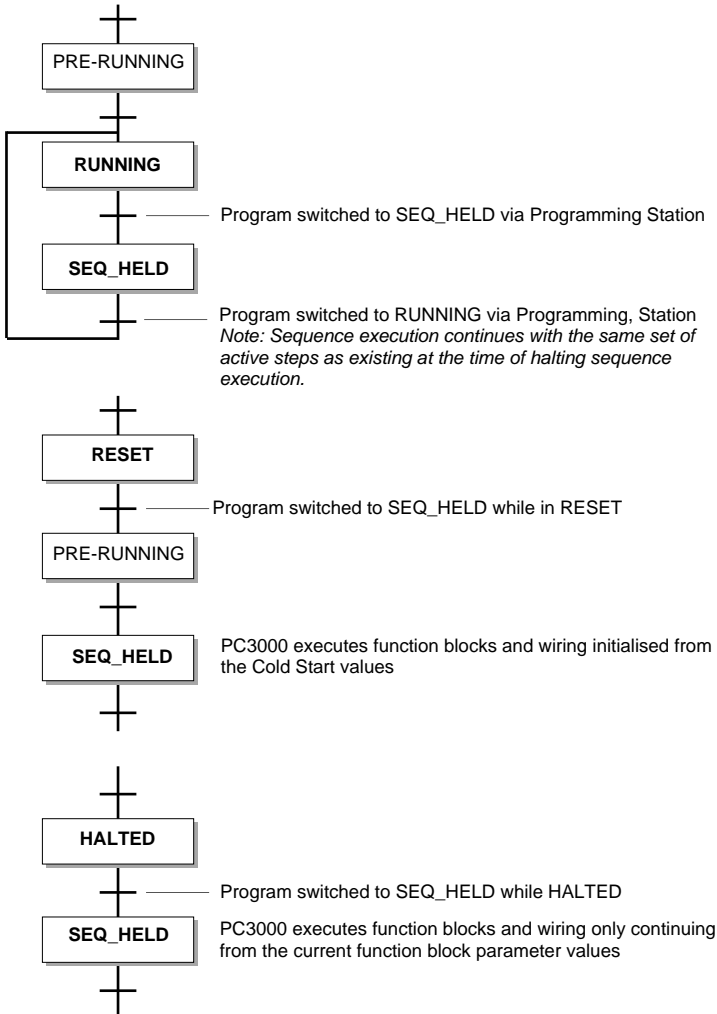 PRE-RUNNING
RUNNING
Program switched to SEQ_HELD via Programming Station
SEQ_HELD
Program switched to RUNNING via Programming, Station
Note: Sequence execution continues with the same set of
active steps as existing at the time of halting sequence
execution.
RESET
Program switched to SEQ_HELD while in RESET
PRE-RUNNING
SEQ_HELD
PC3000 executes function blocks and wiring initialised from
the Cold Start values
HALTED
Program switched to SEQ_HELD while HALTED
SEQ_HELD
PC3000 executes function blocks and wiring only continuing
from the current function block parameter values